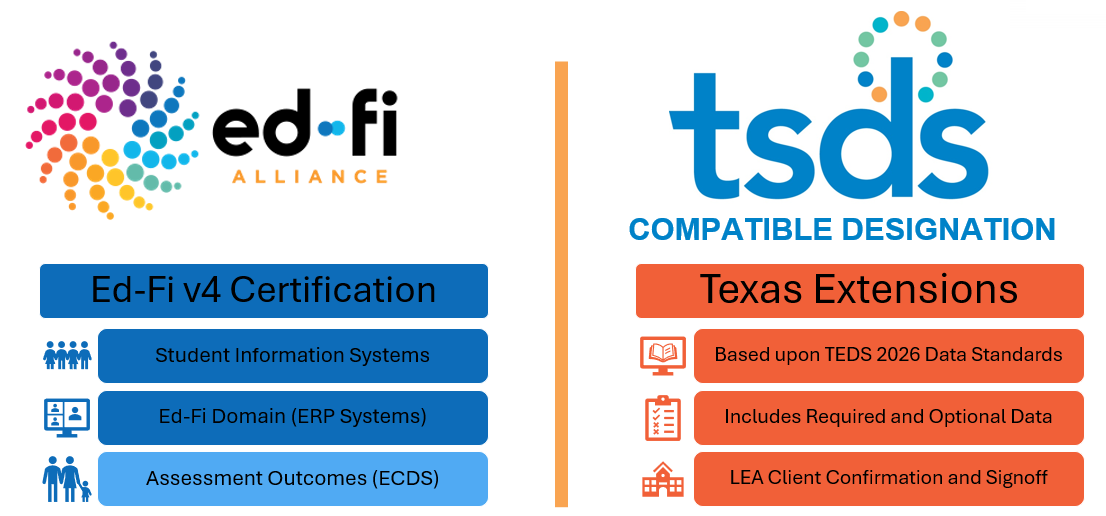 ed-fi
ALLIANCE
Ed-Fi v4 Certification
Student Information Systems
Ed-Fi Domain (ERP Systems)
Assessment Outcomes (ECDS)
tsds
COMPATIBLE DESIGNATION
Texas Extensions
Based upon TEDS 2026 Data Standards
Includes Required and Optional Data
LEA Client Confirmation and Signoff